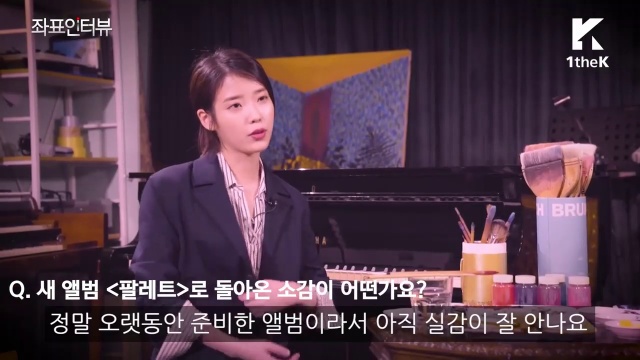 좌표인터뷰
1theK
YAMAHA
H BRUSH
Q. 새 앨범 <팔레트>로 돌아온 소감이 어떤가요?
정말 오랫동안 준비한 앨범이라서 아직 실감이 잘 안나요